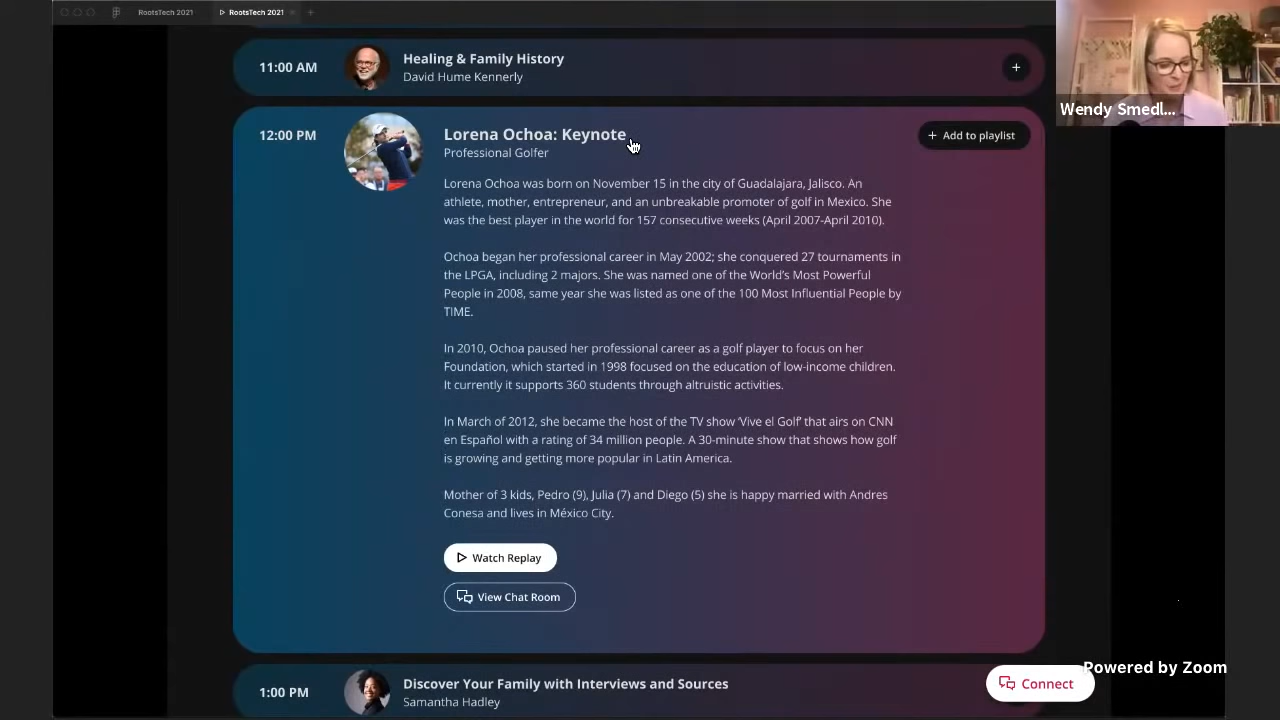 RootsTech 2021
RootsTech 2021
11:00 AM
Healing & Family History
David Hume Kennerly
Wendy Smedl...
12:00 PM
Lorena Ochoa: Keynote
Professional Golfer
+ Add to playlist
Lorena Ochoa was born on November 15 in the city of Guadalajara, Jalisco. An
athlete, mother, entrepreneur, and an unbreakable promoter of golf in Mexico. She
was the best player in the world for 157 consecutive weeks (April 2007-April 2010).
Ochoa began her professional career in May 2002; she conquered 27 tournaments in
the LPGA, including 2 majors. She was named one of the World's Most Powerful
People in 2008, same year she was listed as one of the 100 Most Influential People by
TIME.
In 2010, Ochoa paused her professional career as a golf player to focus on her
Foundation, which started in 1998 focused on the education of low-income children.
It currently it supports 360 students through altruistic activities.
In March of 2012, she became the host of the TV show ‘Vive el Golf’ that airs on CNN
en Español with a rating of 34 million people. A 30-minute show that shows how golf
is growing and getting more popular in Latin America.
Mother of 3 kids, Pedro (9), Julia (7) and Diego (5) she is happy married with Andres
Conesa and lives in México City.
Watch Replay
View Chat Room
1:00 PM
Discover Your Family with Interviews and Sources
Samantha Hadley
Connect
Powered by Zoom